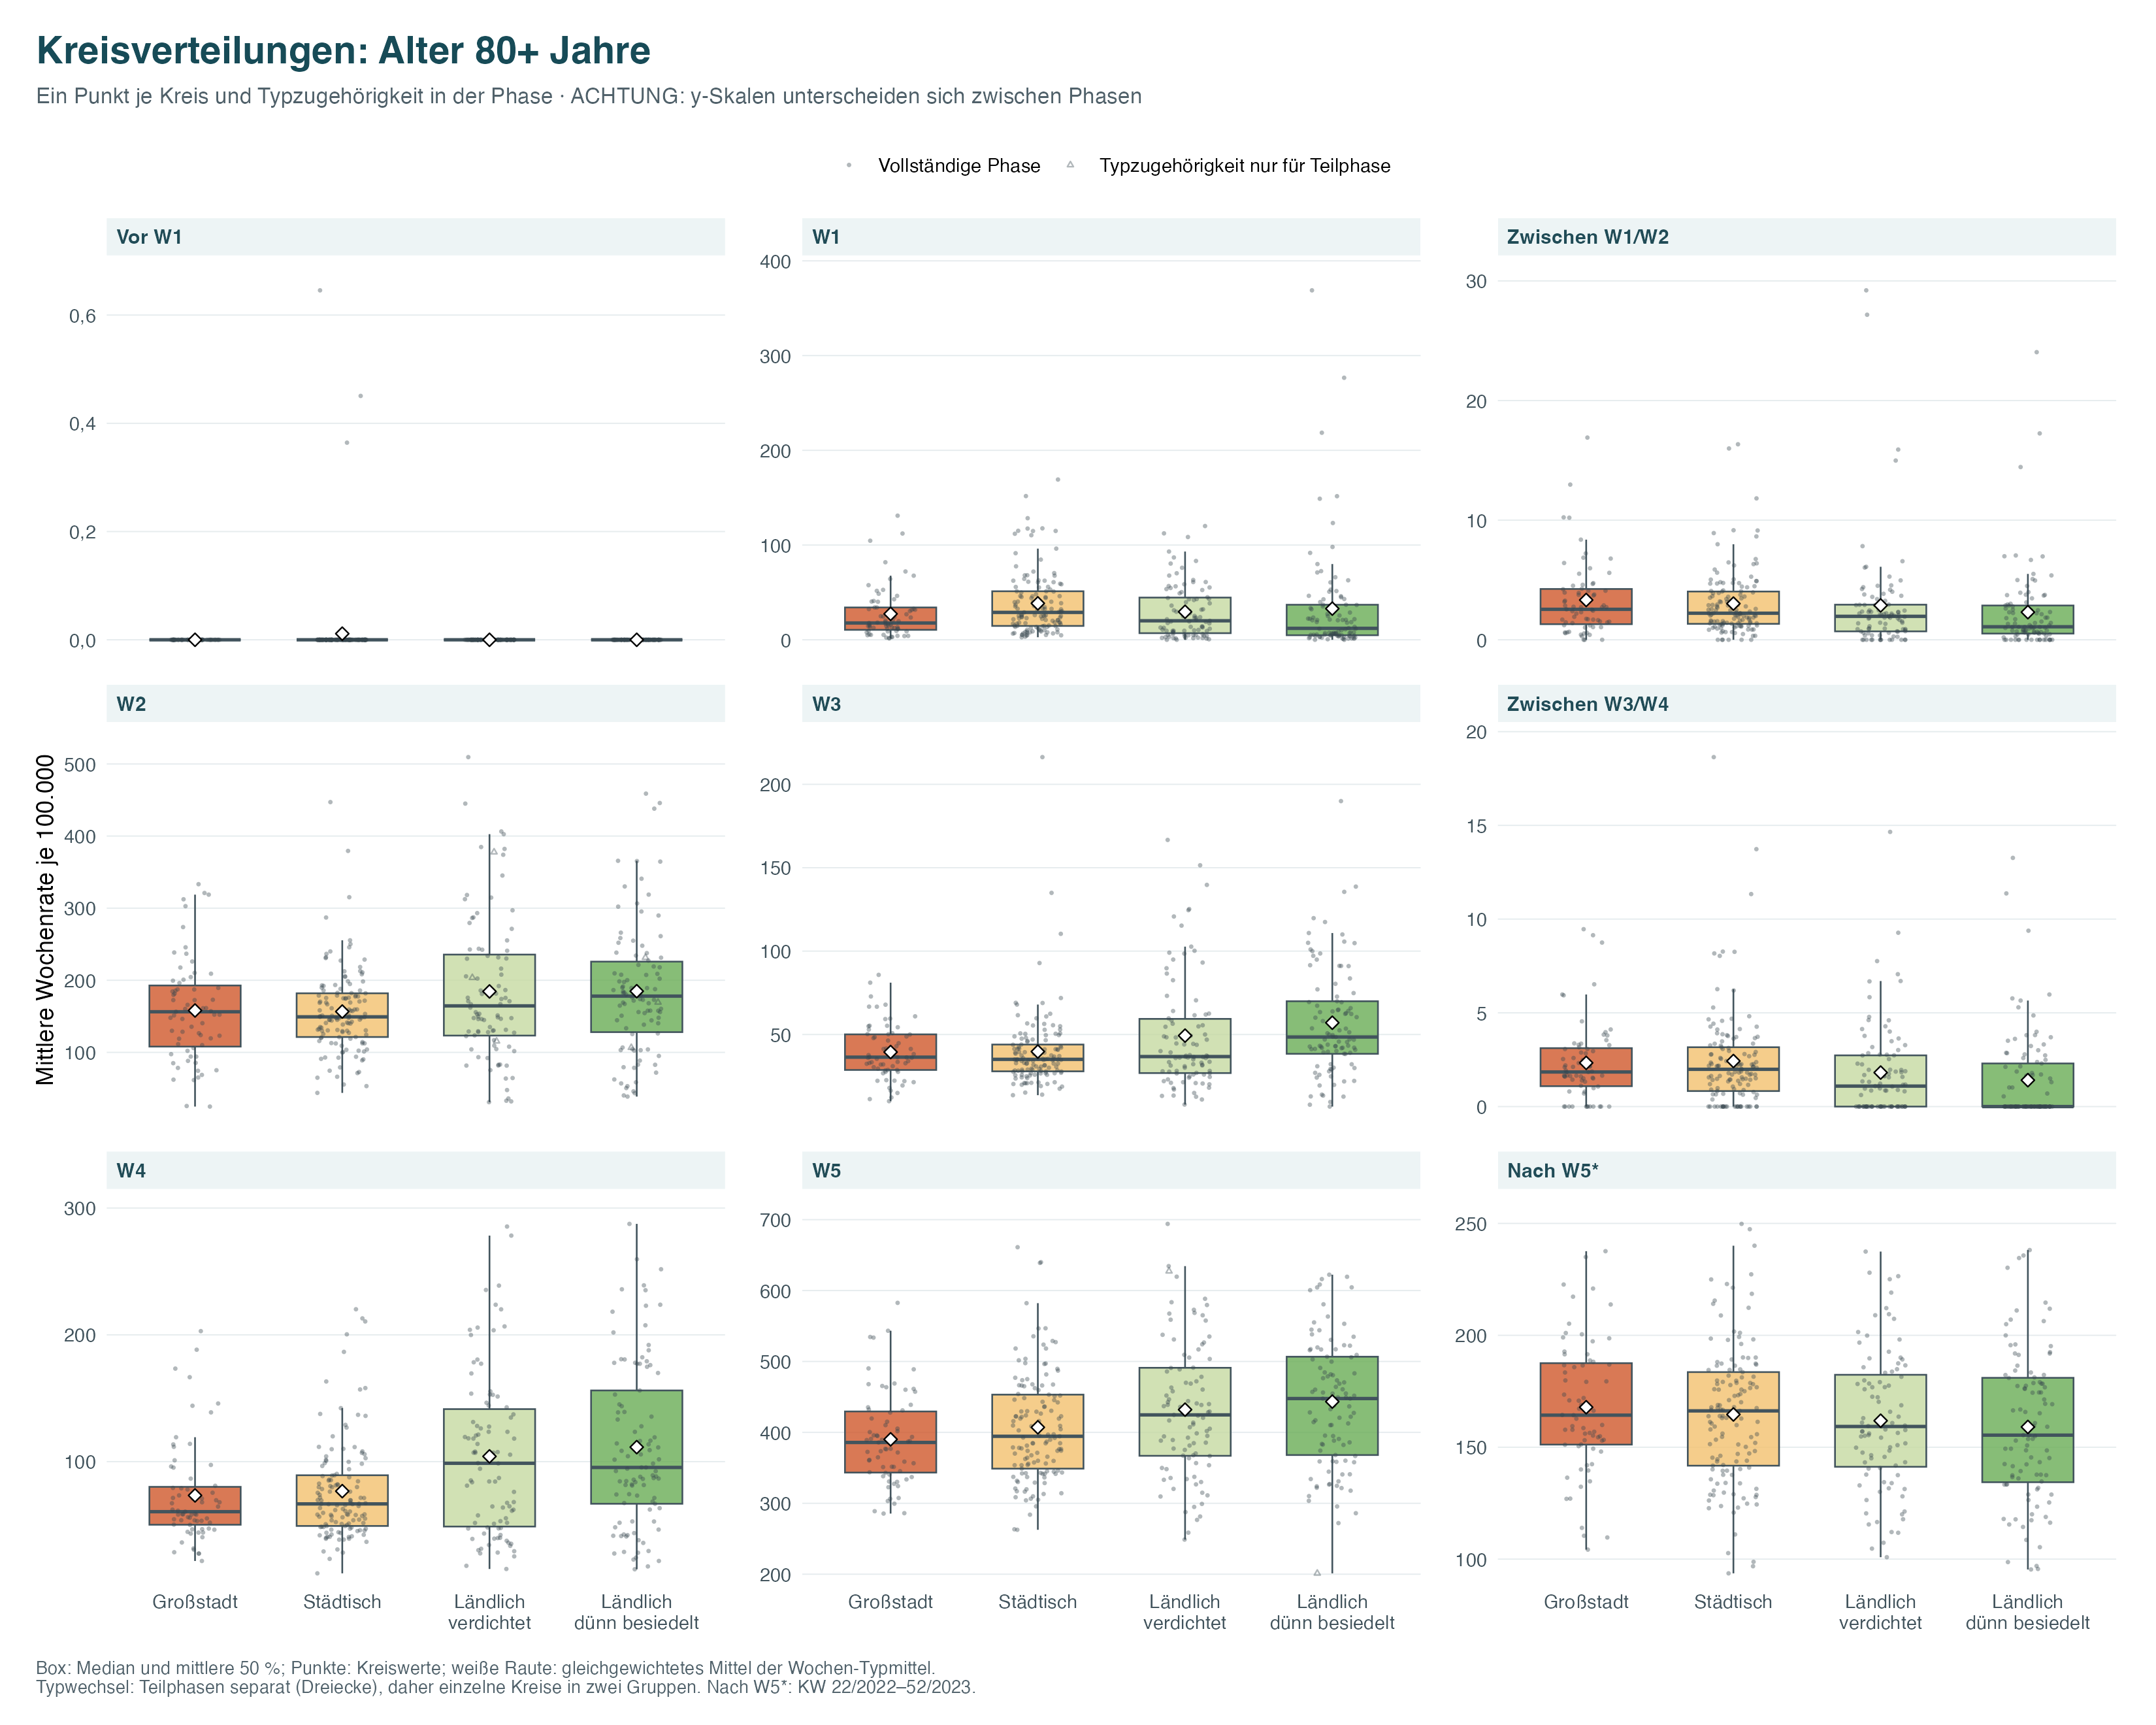 Kreisverteilungen: Alter 80+ Jahre
Ein Punkt je Kreis und Typzugehörigkeit in der Phase · ACHTUNG: y-Skalen unterscheiden sich zwischen Phasen
Vollständige Phase
Typzugehörigkeit nur für Teilphase
Mittlere Wochenrate je 100.000
Vor W1
0,6
0,4
0,2
0,0
W1
400
300
200
100
0
Zwischen W1/W2
30
20
10
0
W2
500
400
300
200
100
W3
200
150
100
50
Zwischen W3/W4
20
15
10
5
0
W4
300
200
100
Großstadt
Städtisch
Ländlich
verdichtet
Ländlich
dünn besiedelt
W5
700
600
500
400
300
200
Großstadt
Städtisch
Ländlich
verdichtet
Ländlich
dünn besiedelt
Nach W5*
250
200
150
100
Großstadt
Städtisch
Ländlich
verdichtet
Ländlich
dünn besiedelt
Box: Median und mittlere 50 %; Punkte: Kreiswerte; weiße Raute: gleichgewichtetes Mittel der Wochen-Typmittel.
Typwechsel: Teilphasen separat (Dreiecke), daher einzelne Kreise in zwei Gruppen. Nach W5*: KW 22/2022–52/2023.